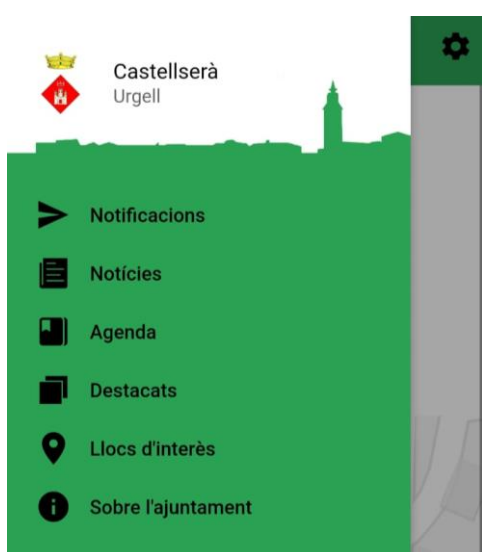 Castellserà
Urgell
Notificacions
Notícies
Agenda
Destacats
Llocs d'interès
Sobre l'ajuntament